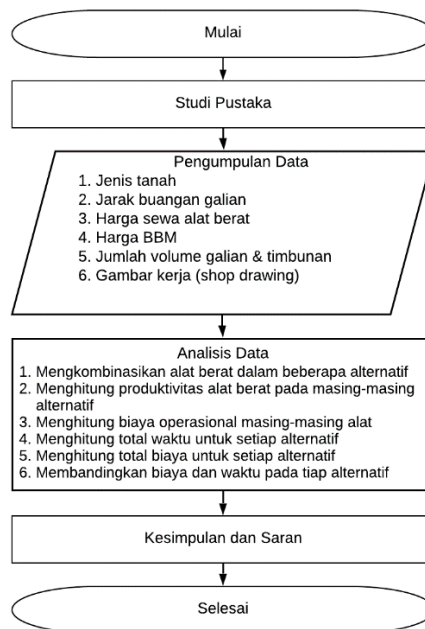 Mulai
Studi Pustaka
Pengumpulan Data
1. Jenis tanah
2. Jarak buangan galian
3. Harga sewa alat berat
4. Harga BBM
5. Jumlah volume galian & timbunan
6. Gambar kerja (shop drawing)
Analisis Data
1. Mengkombinasikan alat berat dalam beberapa alternatif
2. Menghitung produktivitas alat berat pada masing-masing
alternatif
3. Menghitung biaya operasional masing-masing alat
4. Menghitung total waktu untuk setiap alternatif
5. Menghitung total biaya untuk setiap alternatif
6. Membandingkan biaya dan waktu pada tiap alternatif
Kesimpulan dan Saran
Selesai